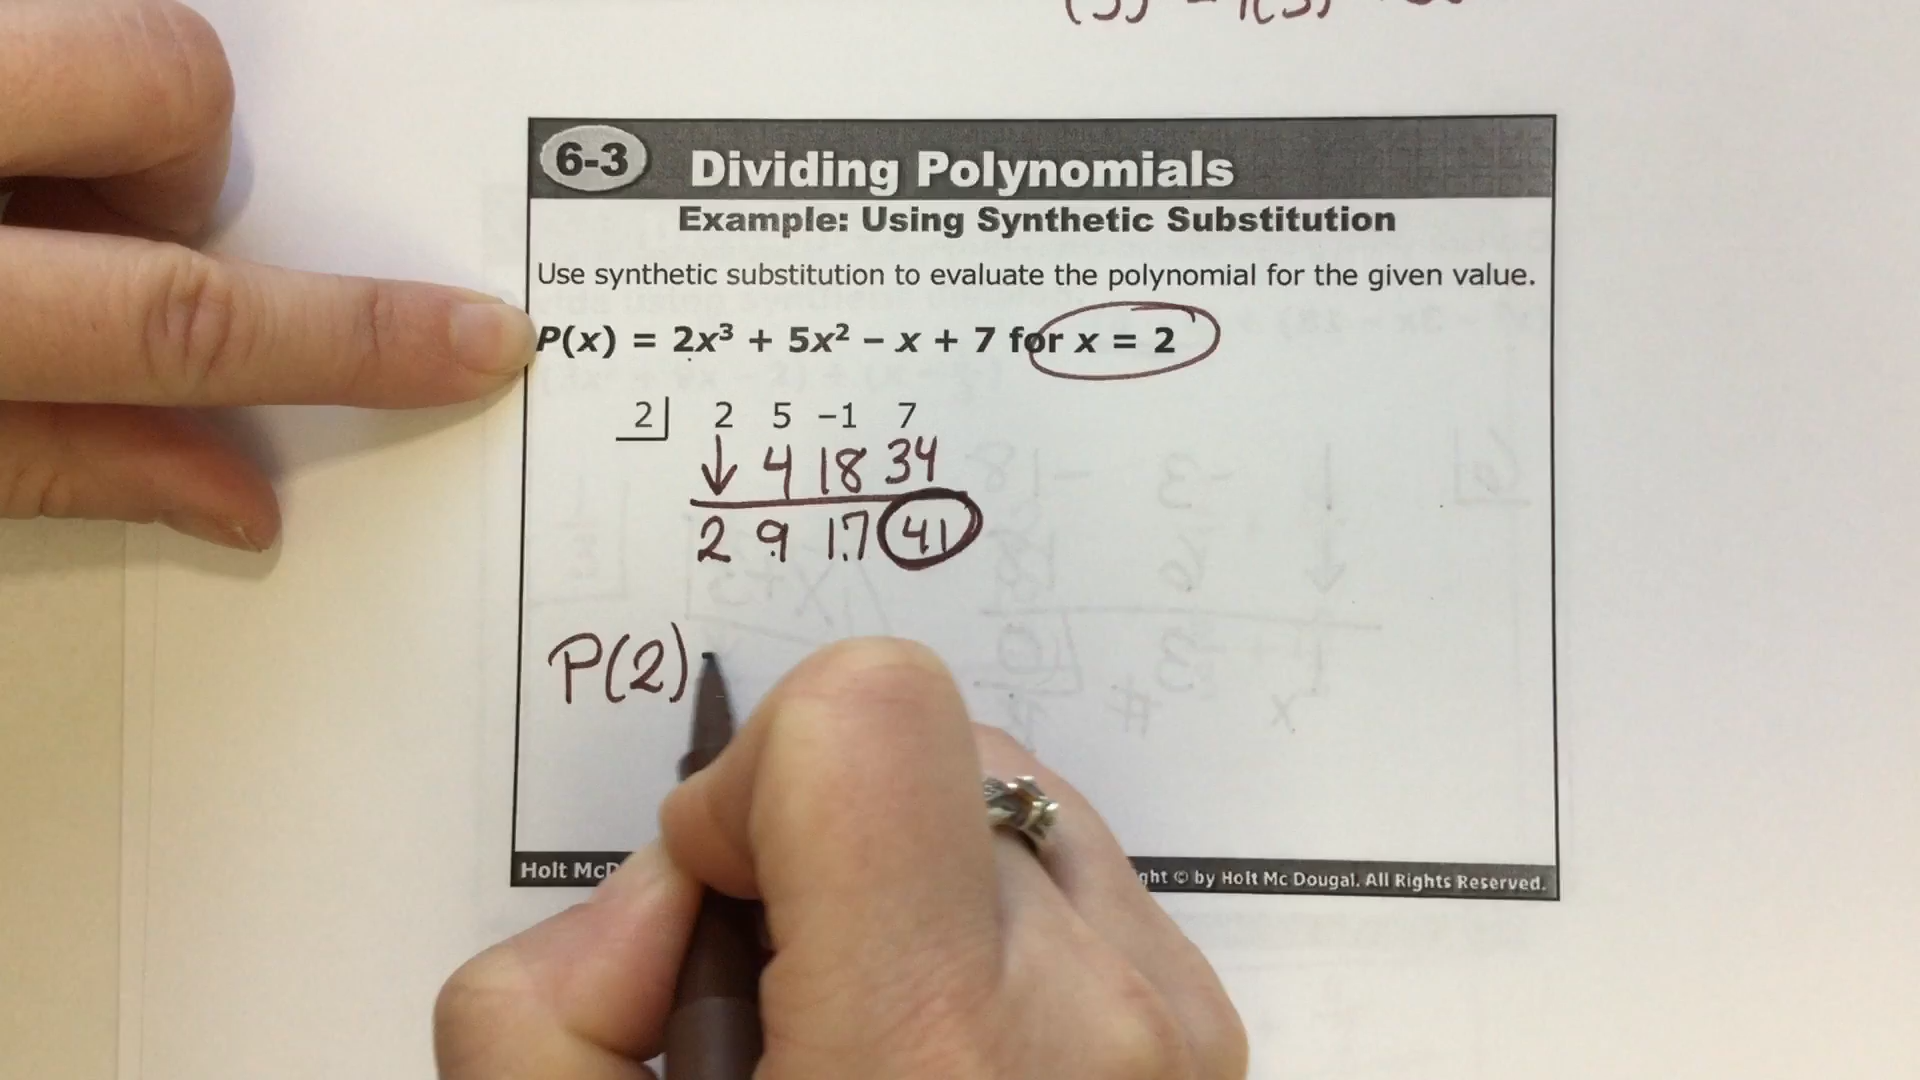 6-3 Dividing Polynomials
Example: Using Synthetic Substitution
Use synthetic substitution to evaluate the polynomial for the given value.
P(x) = 2x³ + 5x² – x + 7 for x = 2
2 2 5 –1 7
↓ 4 18 34
2 9 17 41
P(2)
Holt by Holt Mc Dougal. All Rights Reserved.